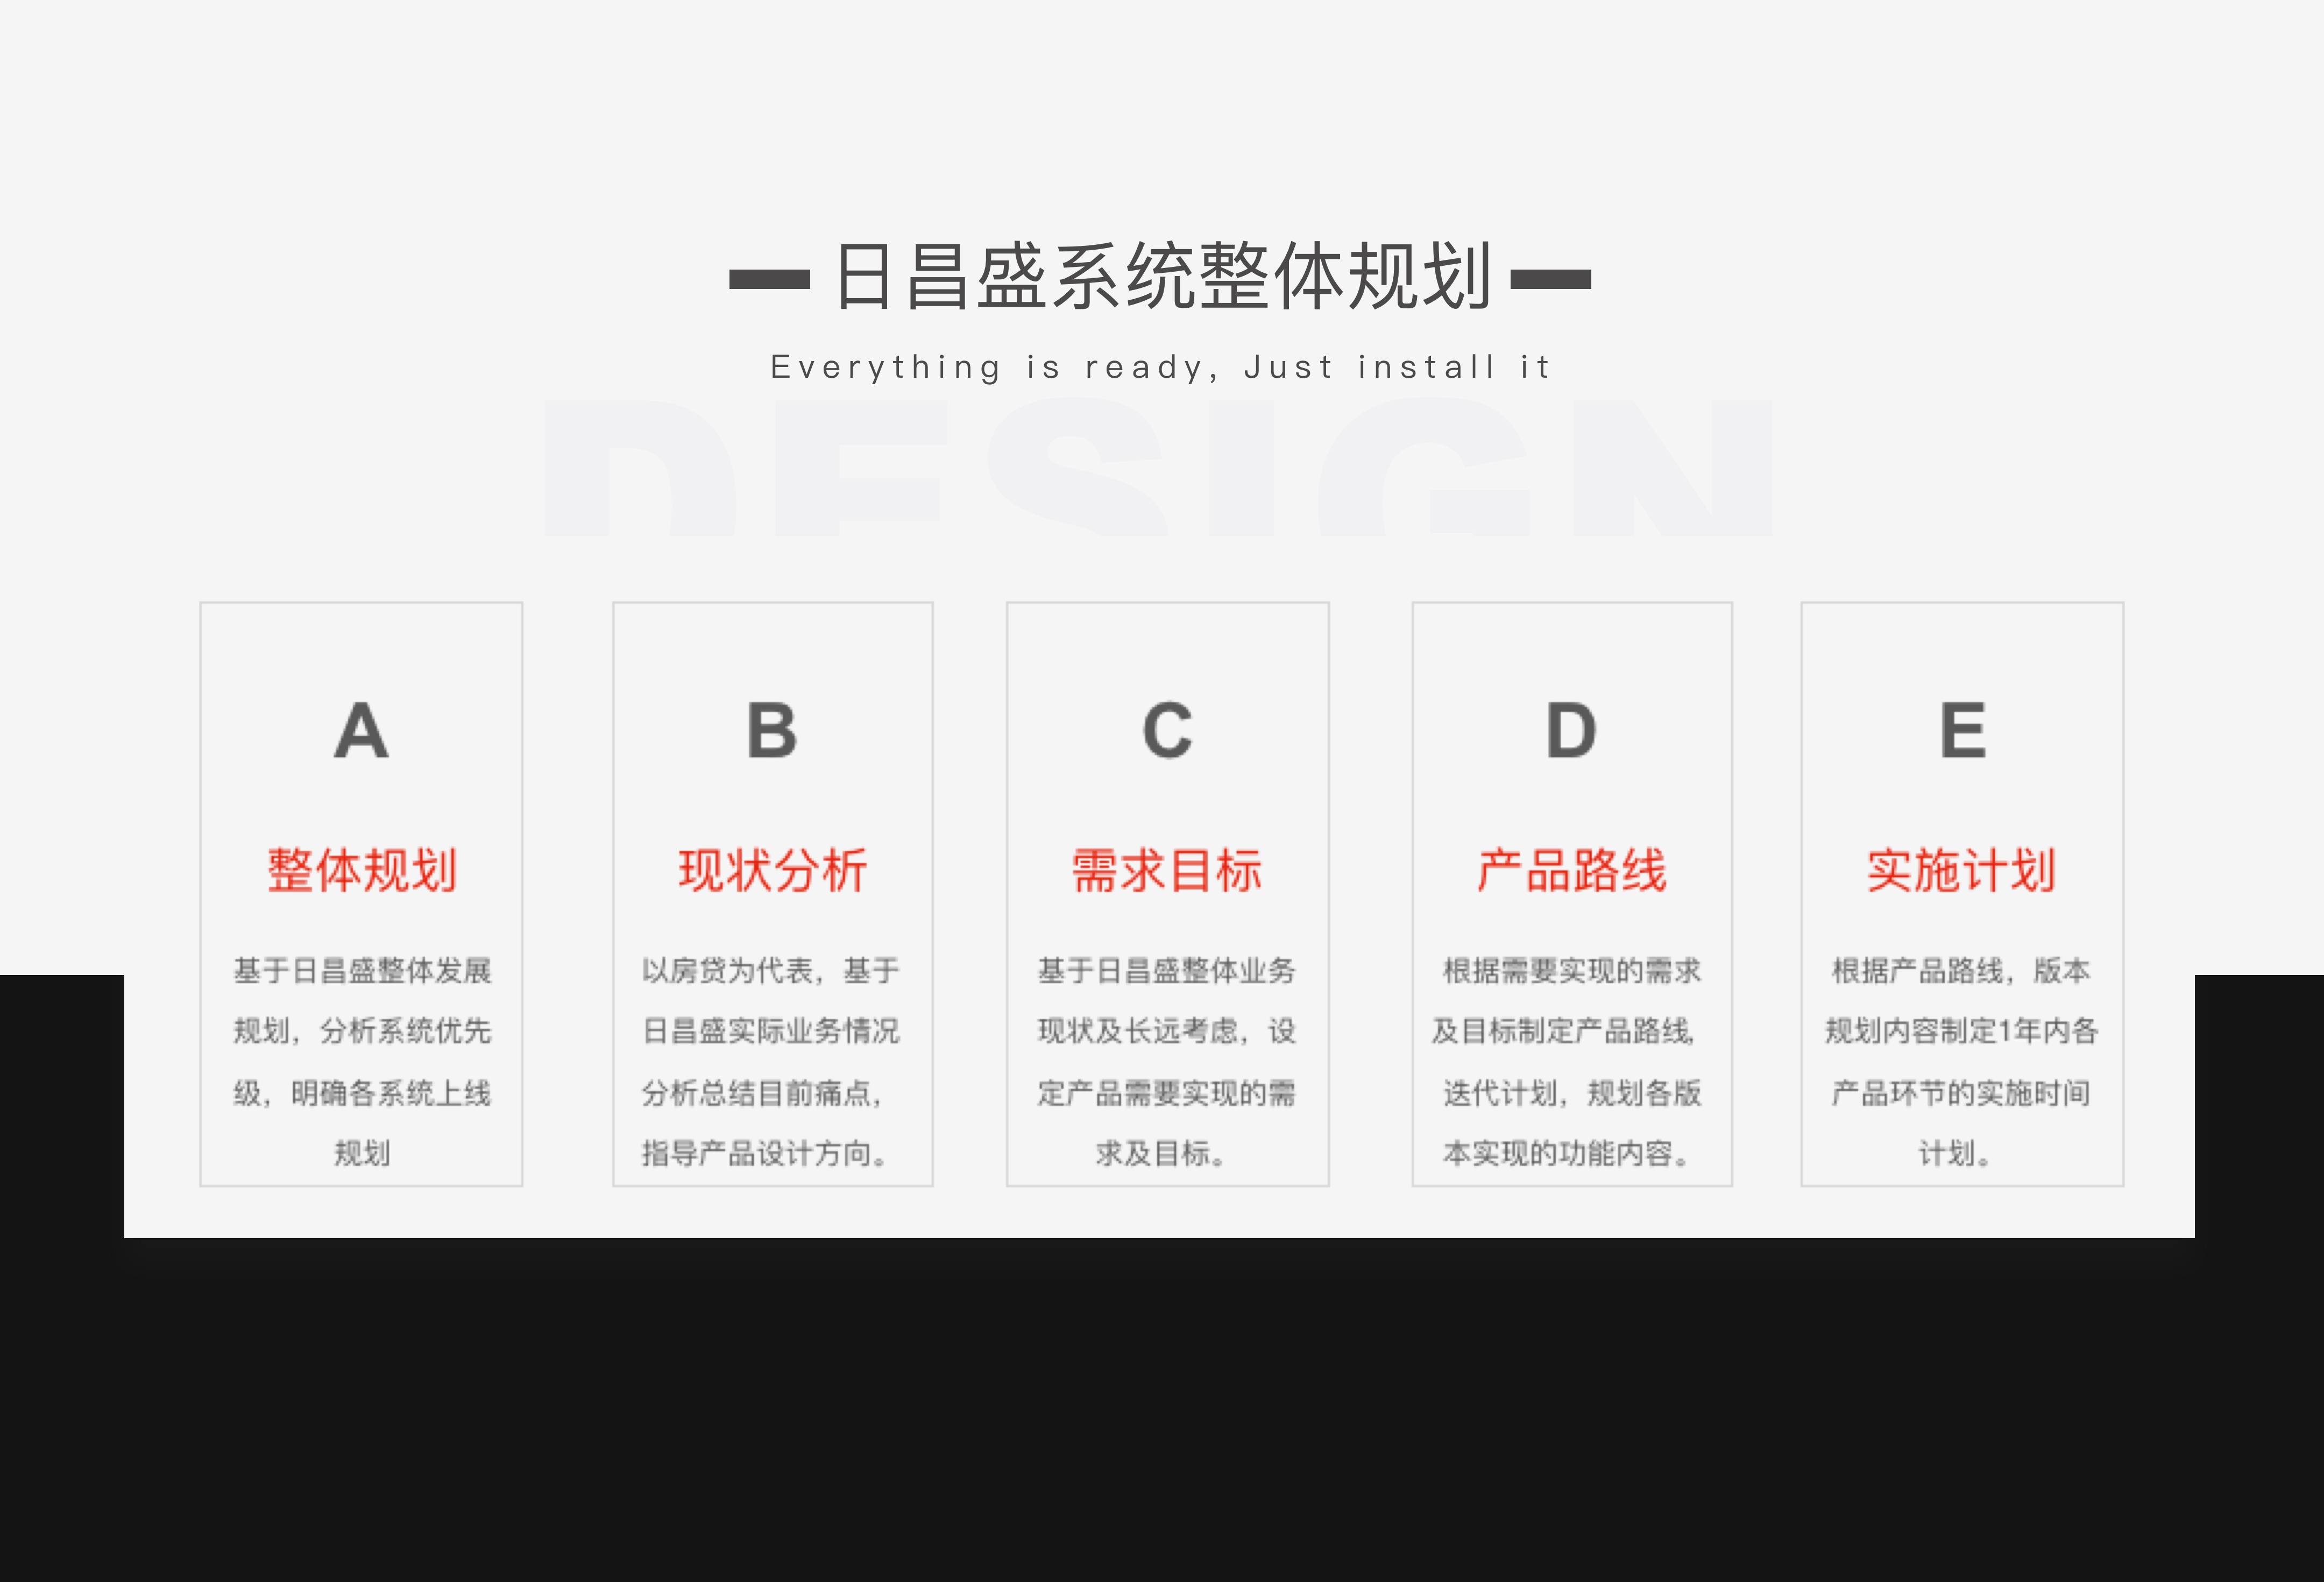 日昌盛系统整体规划
Everything is ready, Just install it
DESIGN
A
整体规划
基于日昌盛整体发展
规划，分析系统优先
级，明确各系统上线
规划
B
现状分析
以房贷为代表，基于
日昌盛实际业务情况
分析总结目前痛点，
指导产品设计方向。
C
需求目标
基于日昌盛整体业务
现状及长远考虑，设
定产品需要实现的需
求及目标。
D
产品路线
根据需要实现的需求
及目标制定产品路线，
迭代计划，规划各版
本实现的功能内容。
E
实施计划
根据产品路线，版本
规划内容制定1年内各
产品环节的实施时间
计划。